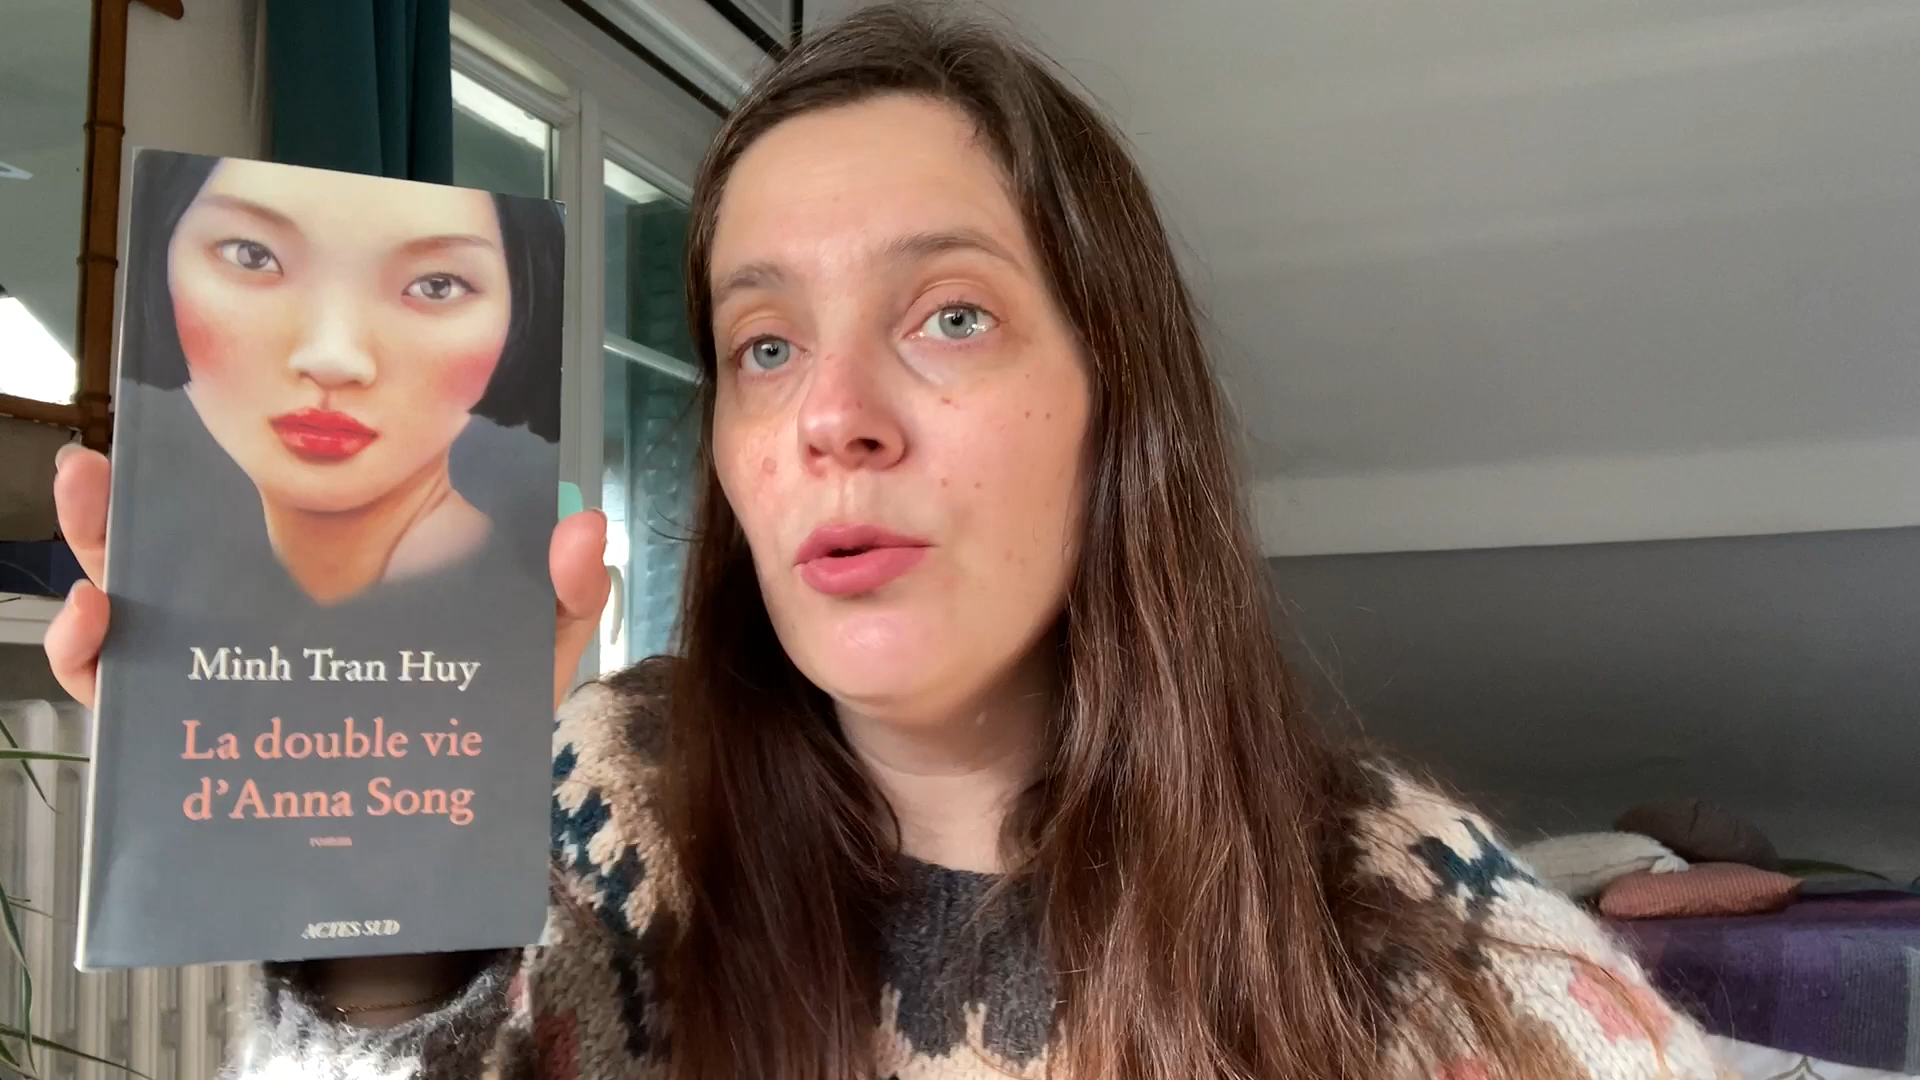 Minh Tran Huy
La double vie
d’Anna Song
roman
ACTES SUD